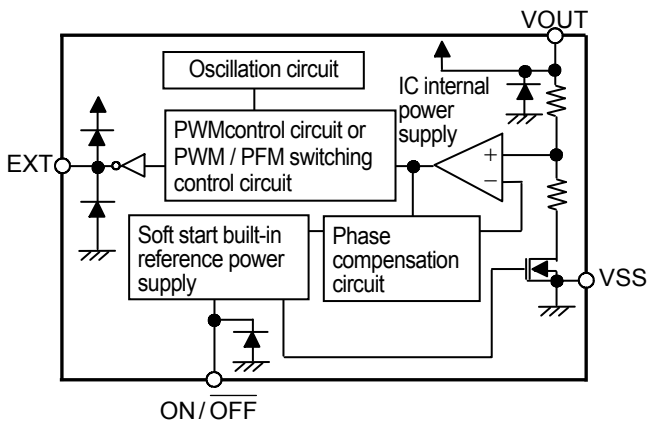 VOUT
Oscillation circuit
IC internal
power
supply
PWMcontrol circuit or
PWM / PFM switching
control circuit
EXT
+
−
Soft start built-in
reference power
supply
Phase
compensation
circuit
VSS
ON/OFF